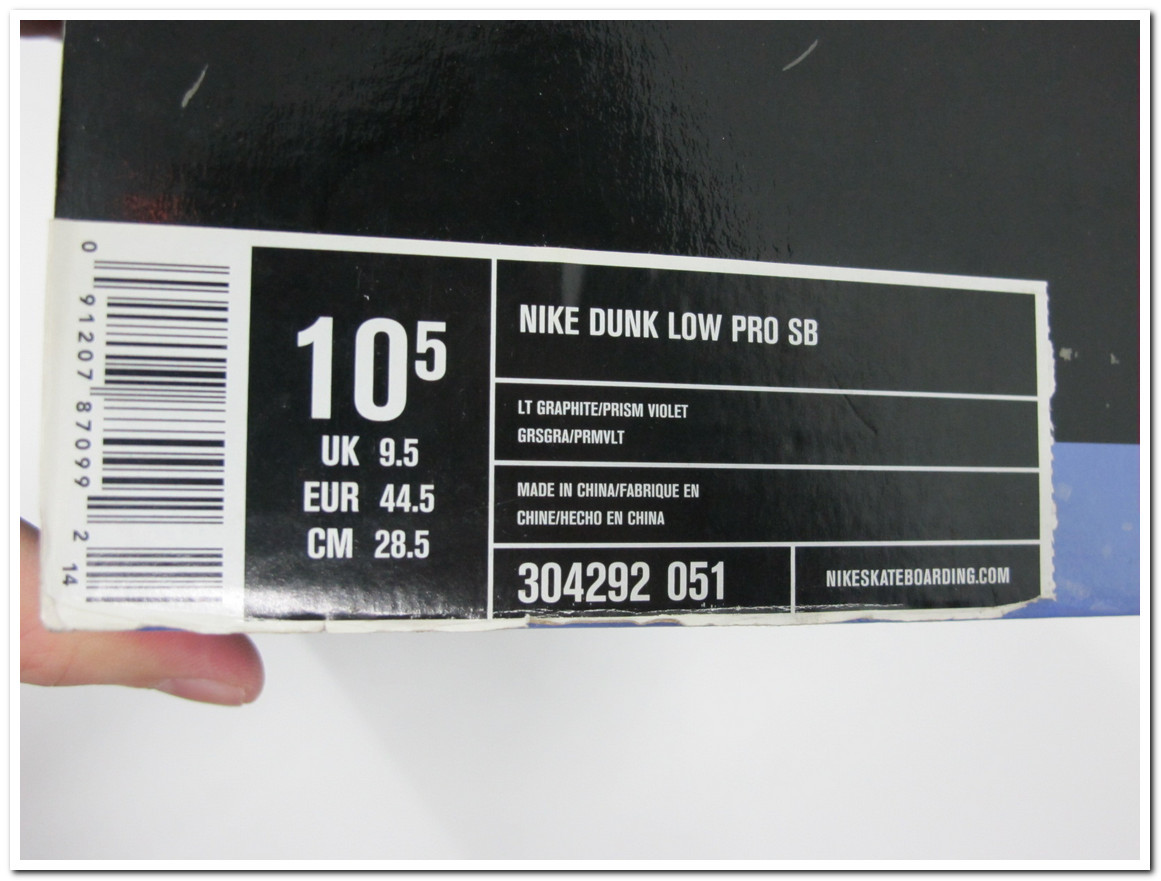 0 91207 87099 2 14
10 5
UK 9.5
EUR 44.5
CM 28.5
NIKE DUNK LOW PRO SB
LT GRAPHITE/PRISM VIOLET
GRSGRA/PRMVLT
MADE IN CHINA/FABRIQUE EN
CHINE/HECHO EN CHINA
304292 051
NIKESKATEBOARDING.COM